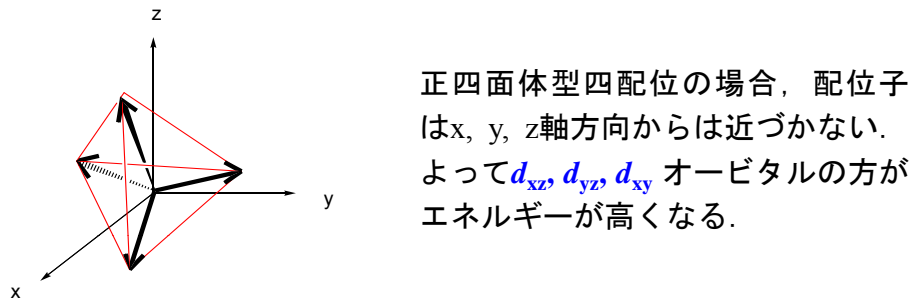 z
y
x
正四面体型四配位の場合，配位子
はx, y, z軸方向からは近づかない.
よってdxz, dyz, dxy オービタルの方が
エネルギーが高くなる.